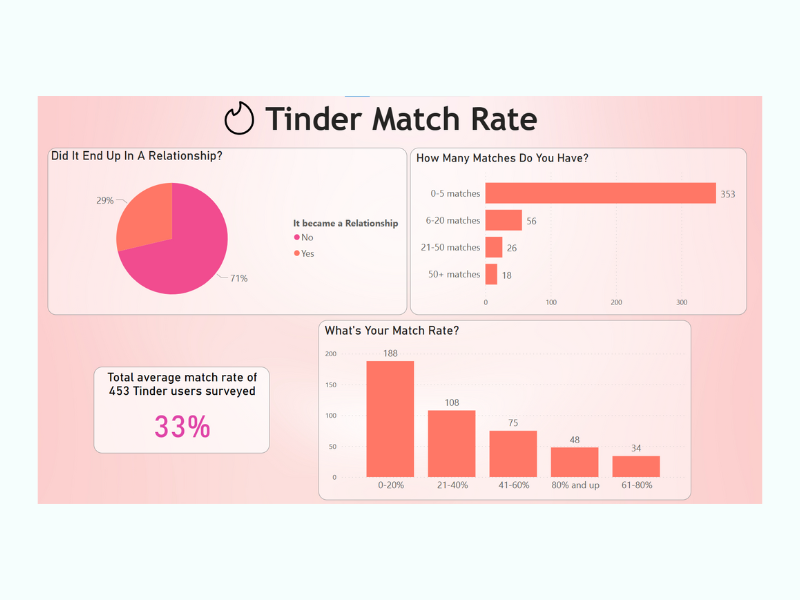 Tinder Match Rate
Did It End Up In A Relationship?
29%
71%
It became a Relationship
No
Yes
How Many Matches Do You Have?
0-5 matches
353
6-20 matches
56
21-50 matches
26
50+ matches
18
0
100
200
300
Total average match rate of
453 Tinder users surveyed
33%
What's Your Match Rate?
200
150
100
50
0
188
108
75
48
34
0-20%
21-40%
41-60%
80% and up
61-80%